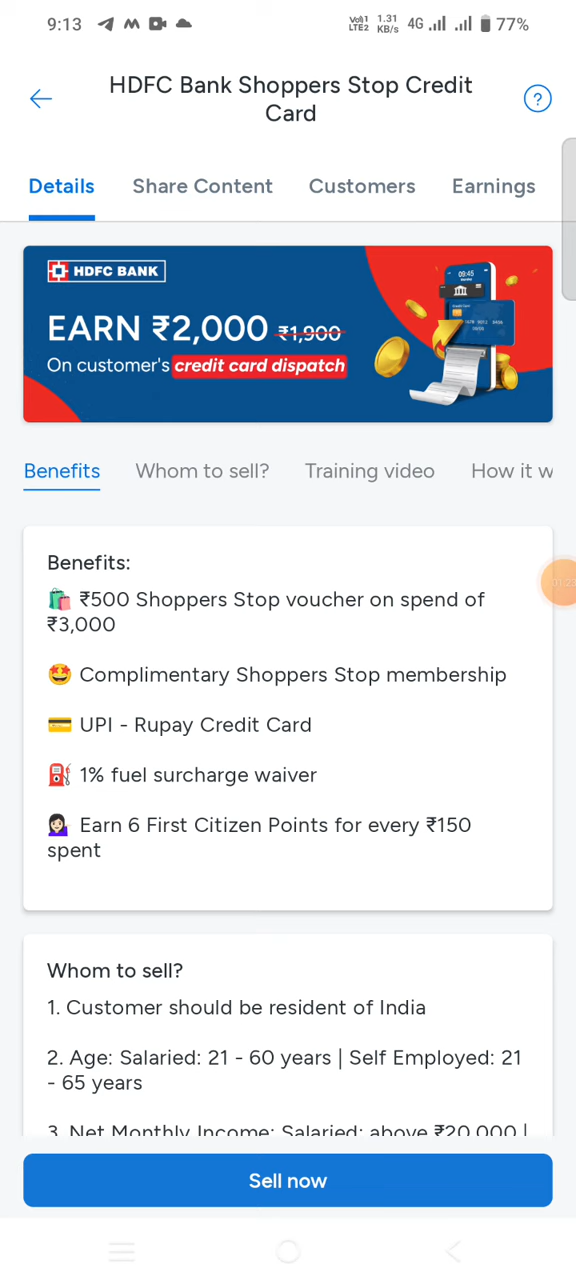 9:13
Vo)) 1
LTE2
1.31
KB/s
4G
77%
HDFC Bank Shoppers Stop Credit
Card
?
Details
Share Content
Customers
Earnings
HDFC BANK
EARN ₹2,000 ₹1,900
On customer's credit card dispatch
09:45
Benefits
Whom to sell?
Training video
How it w
Benefits:
🛍️ ₹500 Shoppers Stop voucher on spend of
₹3,000
🤩 Complimentary Shoppers Stop membership
💳 UPI - Rupay Credit Card
⛽ 1% fuel surcharge waiver
💁🏻‍♀️ Earn 6 First Citizen Points for every ₹150
spent
01:23
Whom to sell?
1. Customer should be resident of India
2. Age: Salaried: 21 - 60 years | Self Employed: 21
- 65 years
3. Net Monthly Income: Salaried: above ₹20,000 |
Sell now